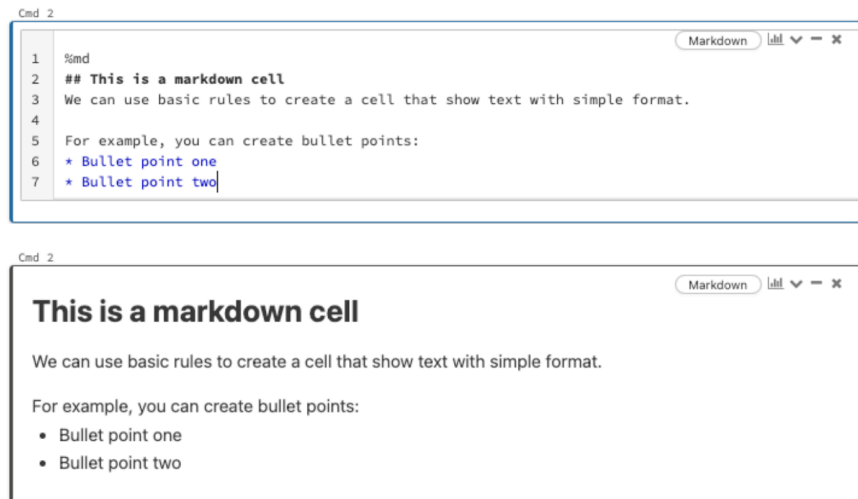 Cmd 2
Markdown
1 %md
2 ## This is a markdown cell
3 We can use basic rules to create a cell that show text with simple format.
4
5 For example, you can create bullet points:
6 * Bullet point one
7 * Bullet point two
Cmd 2
Markdown
This is a markdown cell
We can use basic rules to create a cell that show text with simple format.
For example, you can create bullet points:
• Bullet point one
• Bullet point two